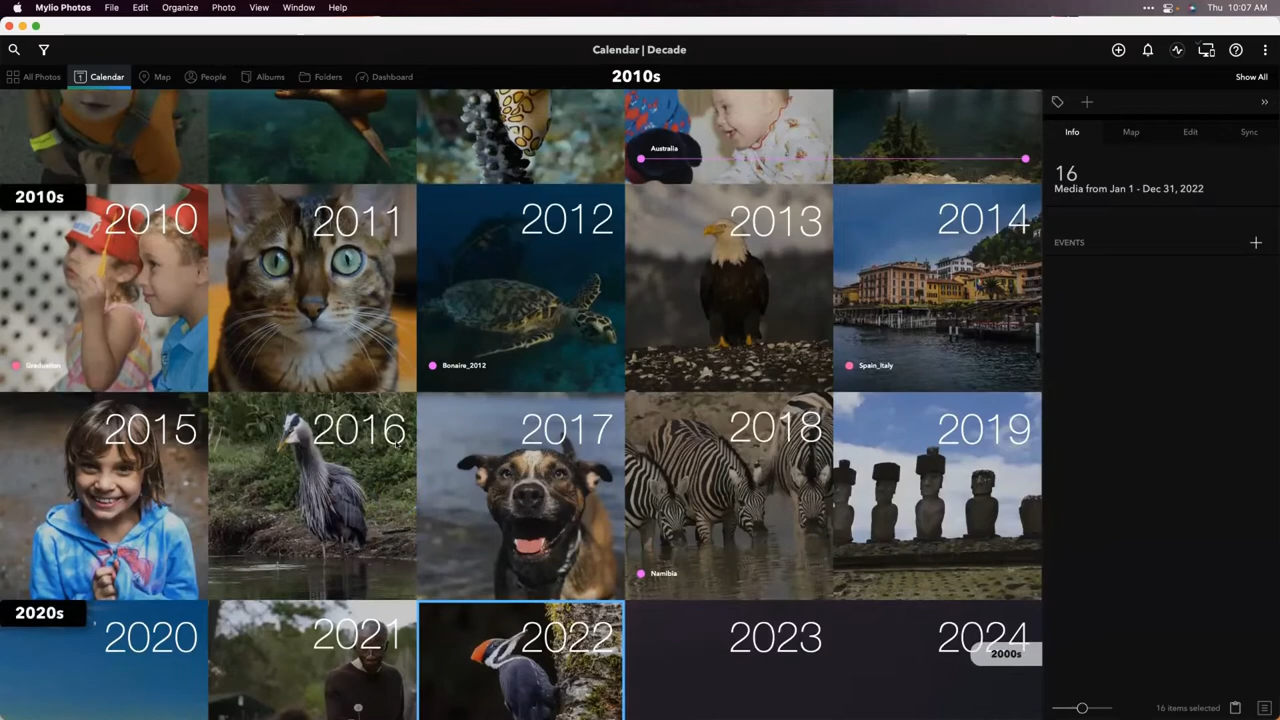 Mylio Photos File Edit Organize Photo View Window Help Thu 10:07 AM
Calendar | Decade
All Photos Calendar Map People Albums Folders Dashboard 2010s Show All
Australia
Info Map Edit Sync
16
Media from Jan 1 - Dec 31, 2022
EVENTS
2010s
2010 2011 2012 2013 2014
Graduation Bonaire_2012 Spain_Italy
2015 2016 2017 2018 2019
Namibia
2020s
2020 2021 2022 2023 2024
2000s
16 items selected